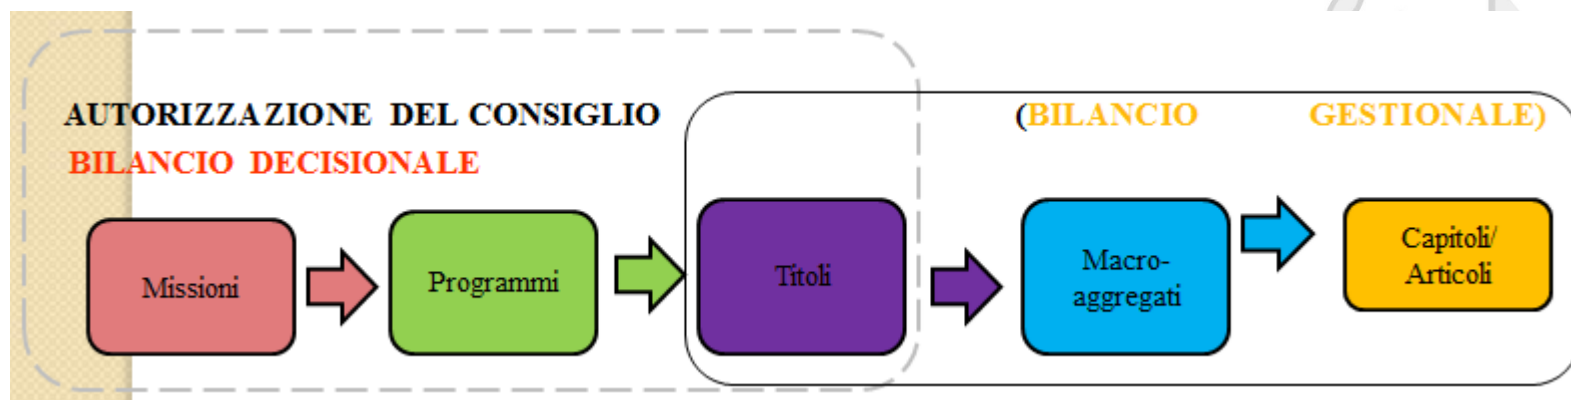 AUTORIZZAZIONE DEL CONSIGLIO
(BILANCIO GESTIONALE)
BILANCIO DECISIONALE
Missioni
Programmi
Titoli
Macro-
aggregati
Capitoli/
Articoli